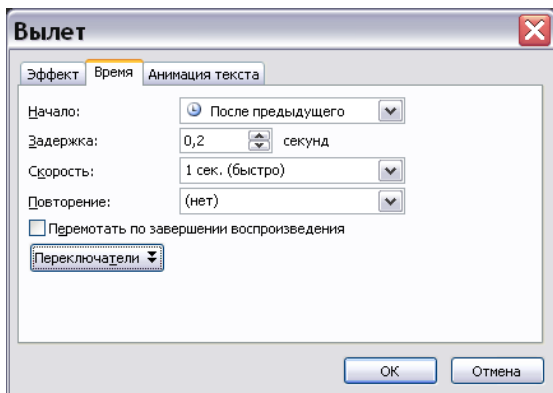 Вылет
Эффект Время Анимация текста
Начало: После предыдущего
Задержка: 0,2 секунд
Скорость: 1 сек. (быстро)
Повторение: (нет)
Перемотать по завершении воспроизведения
Переключатели
ОК Отмена